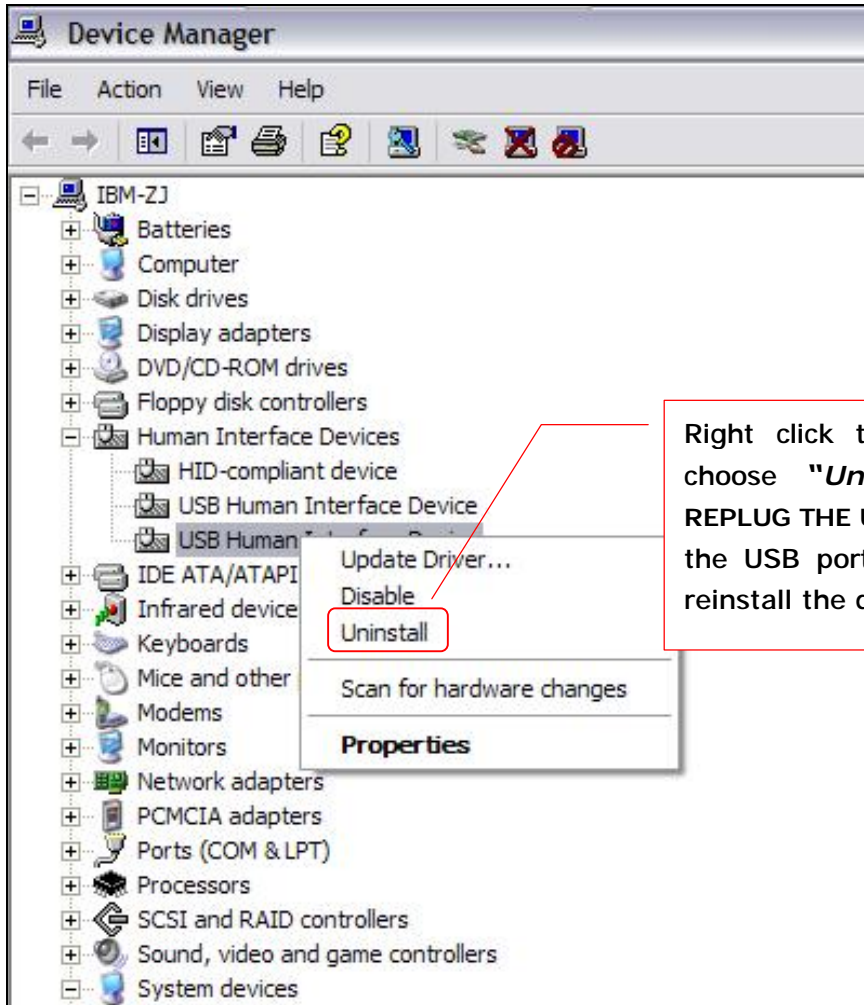 Device Manager
File Action View Help
IBM-ZJ
Batteries
Computer
Disk drives
Display adapters
DVD/CD-ROM drives
Floppy disk controllers
Human Interface Devices
HID-compliant device
USB Human Interface Device
USB Human
IDE ATA/ATAPI
Infrared device
Keyboards
Mice and other
Modems
Monitors
Network adapters
PCMCIA adapters
Ports (COM & LPT)
Processors
SCSI and RAID controllers
Sound, video and game controllers
System devices
Update Driver...
Disable
Uninstall
Scan for hardware changes
Properties
Right click
choose "Un
REPLUG THE
the USB port
reinstall the